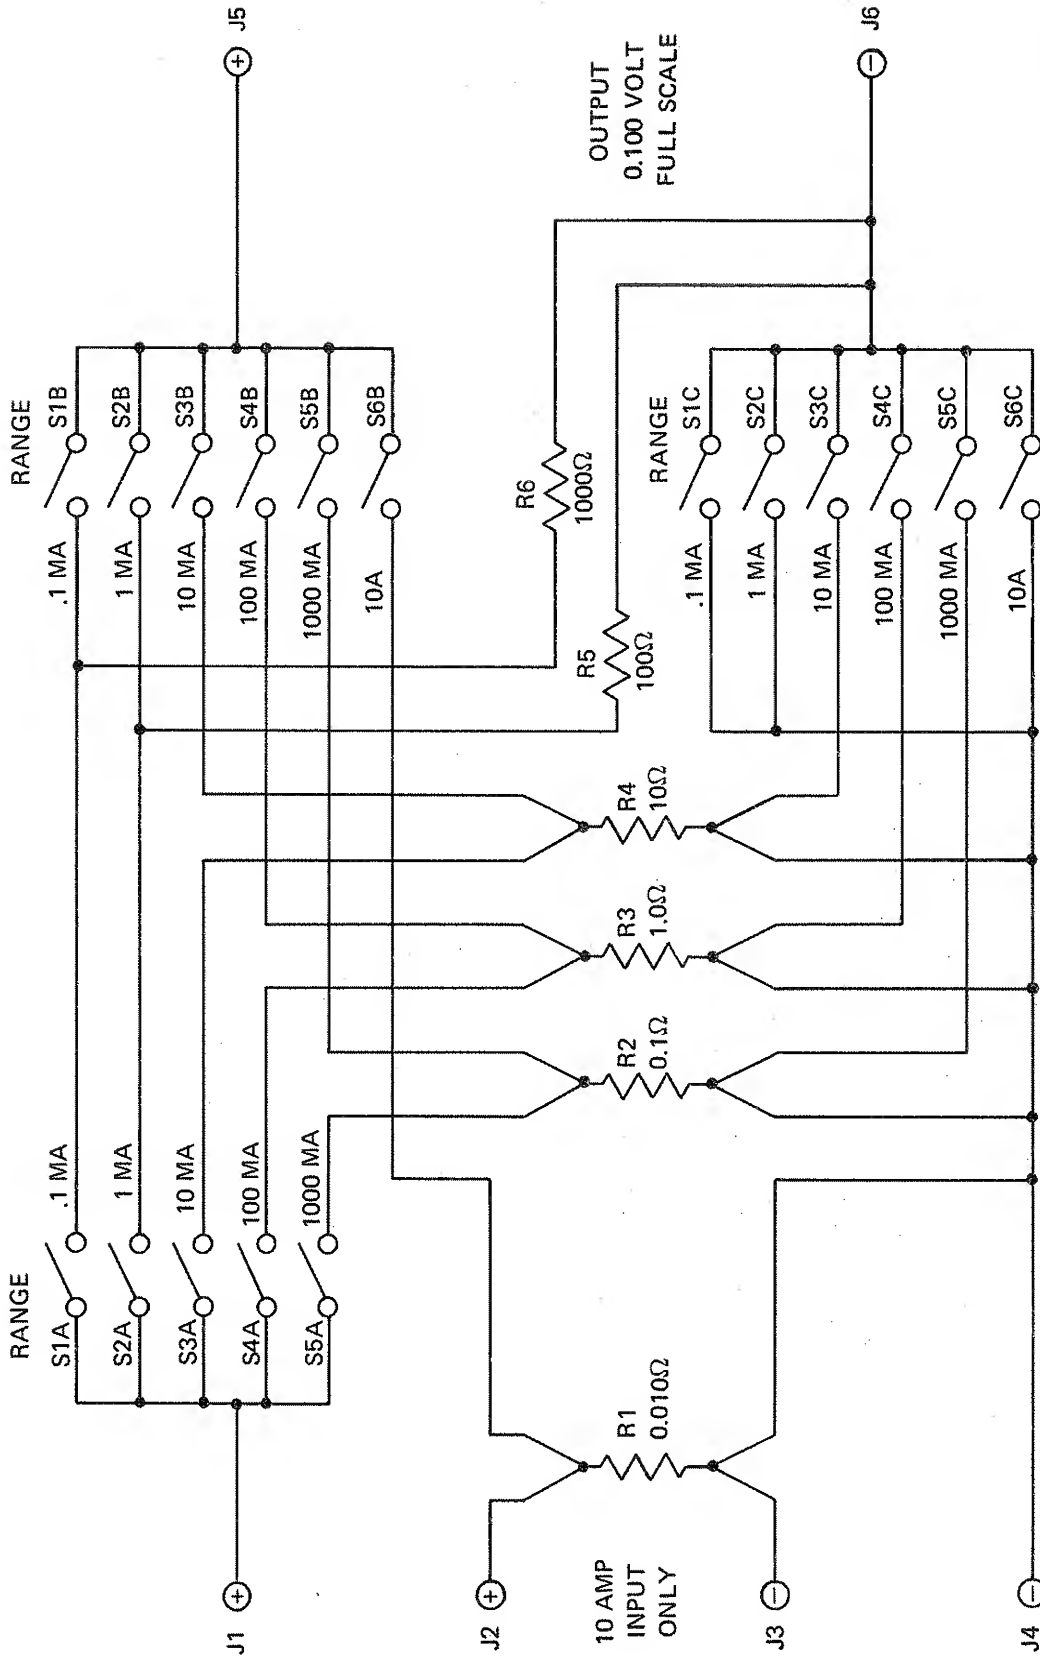 RANGE
S1A
.1 MA
S2A
1 MA
S3A
10 MA
S4A
100 MA
S5A
1000 MA
RANGE
.1 MA
S1B
1 MA
S2B
10 MA
S3B
100 MA
S4B
1000 MA
S5B
10A
S6B
J1
+
J5
+
J2
+
10 AMP
INPUT
ONLY
J3
−
J4
−
R1
0.010Ω
R2
0.1Ω
R3
1.0Ω
R4
10Ω
R5
100Ω
R6
1000Ω
OUTPUT
0.100 VOLT
FULL SCALE
J6
−
RANGE
.1 MA
S1C
1 MA
S2C
10 MA
S3C
100 MA
S4C
1000 MA
S5C
10A
S6C